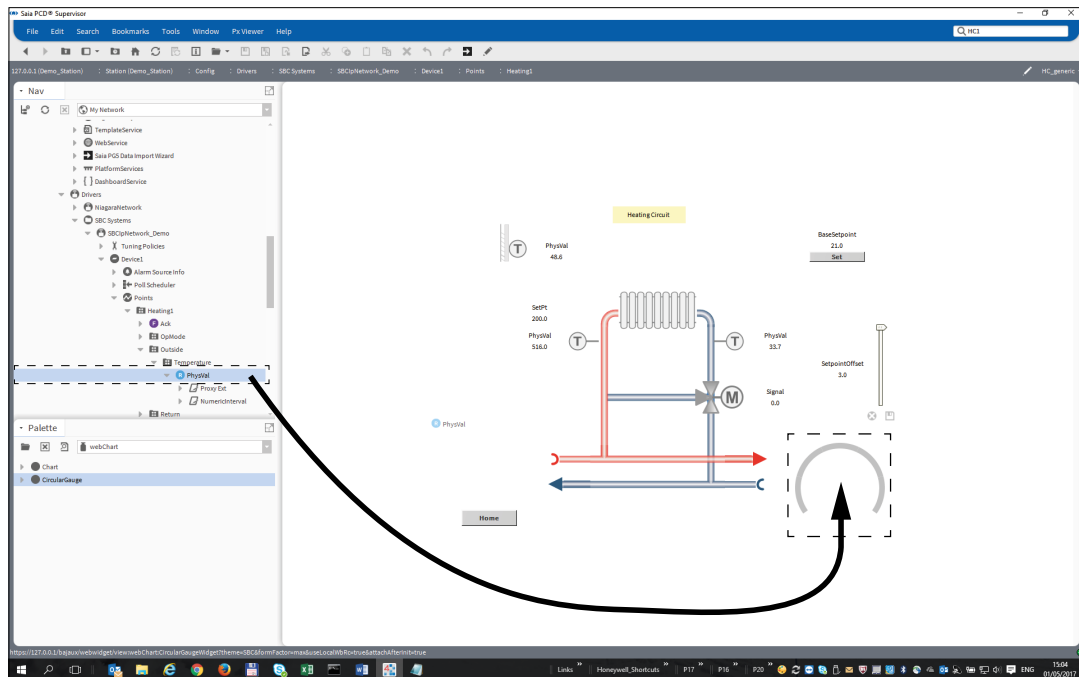 Saia PCD® Supervisor
File Edit Search Bookmarks Tools Window Px Viewer Help
HC1
127.0.0.1 (Demo_Station) : Station (Demo_Station) : Config : Drivers : SBC Systems : SBCIpNetwork_Demo : Device1 : Points : Heating1
HC_generic
Nav
My Network
TemplateService
WebService
Saia PG5 Data Import Wizard
PlatformServices
DashboardService
Drivers
NiagaraNetwork
SBC Systems
SBCIpNetwork_Demo
Tuning Policies
Device1
Alarm Source Info
Poll Scheduler
Points
Heating1
Ack
OpMode
Outside
Temperature
PhysVal
Proxy Ext
NumericInterval
Return
Palette
webChart
Chart
CircularGauge
Heating Circuit
T
PhysVal
48.6
BaseSetpoint
21.0
Set
SetPt
200.0
PhysVal
516.0
T
T
PhysVal
33.7
SetpointOffset
3.0
M
Signal
0.0
PhysVal
Home
https://127.0.0.1/bajaux/webwidget/view:webChart:CircularGaugeWidget?theme=SBC&formFactor=max&useLocalWbRc=true&attachAfterInit=true
Links » Honeywell_Shortcuts » P17 » P16 » P20 »
ENG
15:04
01/05/2017